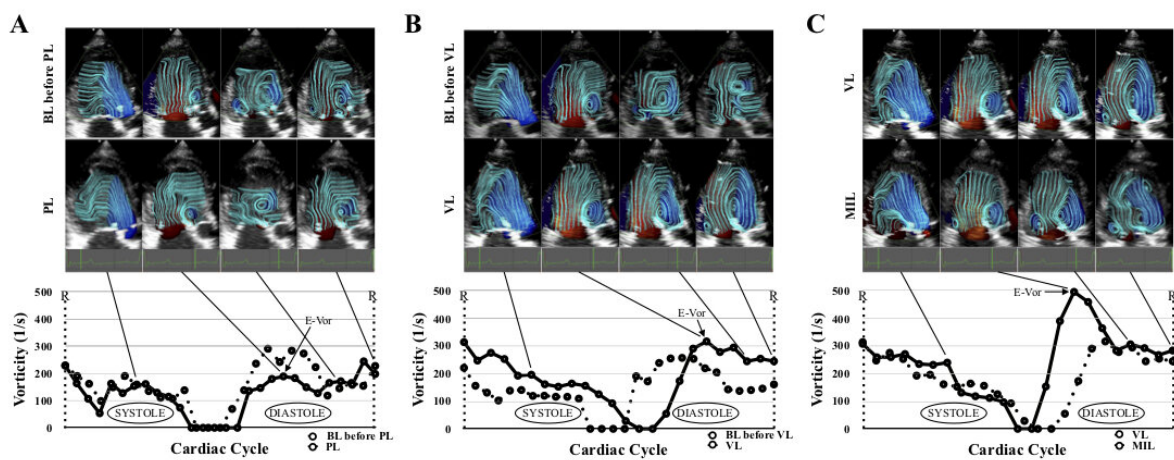 A
BL before PL
PL
500
400
300
200
100
0
Vorticity (1/s)
R
R
E-Vor
SYSTOLE
DIASTOLE
Cardiac Cycle
BL before PL
PL
B
BL before VL
VL
500
400
300
200
100
0
Vorticity (1/s)
R
R
E-Vor
SYSTOLE
DIASTOLE
Cardiac Cycle
BL before VL
VL
C
VL
MIL
500
400
300
200
100
0
Vorticity (1/s)
R
R
E-Vor
SYSTOLE
DIASTOLE
Cardiac Cycle
VL
MIL